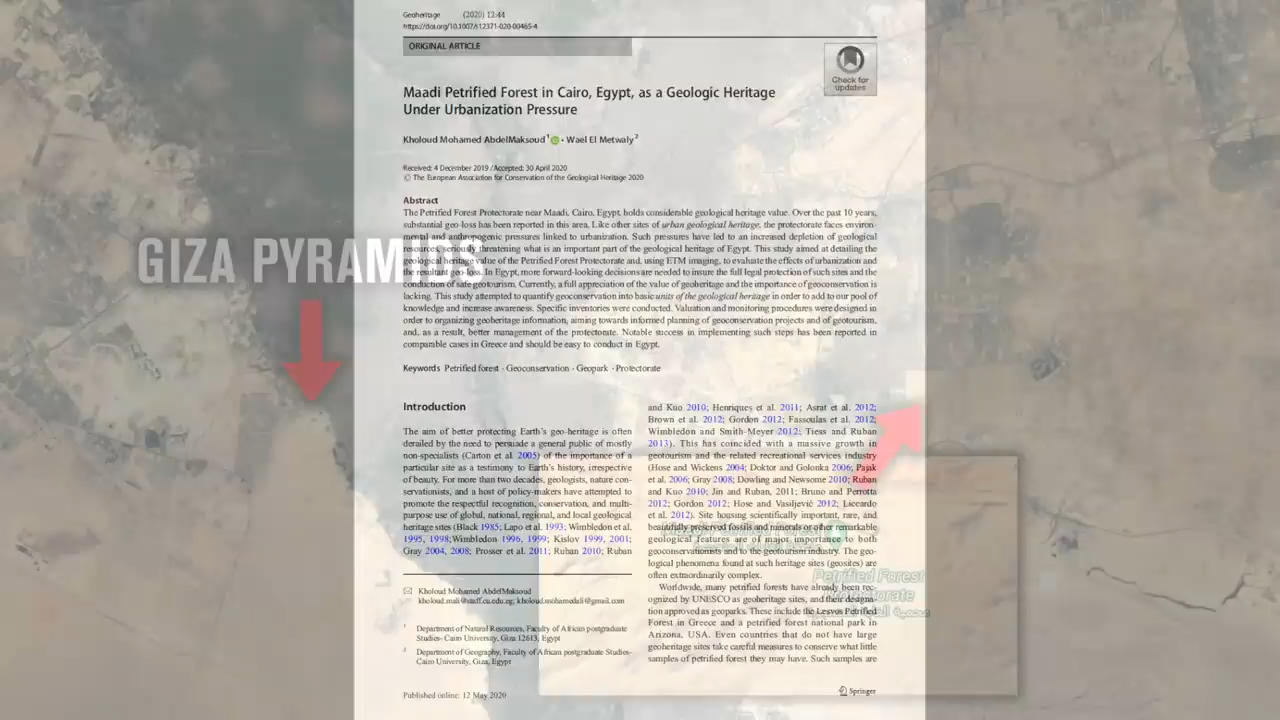 Geoheritage (2020) 12:44
https://doi.org/10.1007/s12371-020-00465-4
ORIGINAL ARTICLE
Check for
updates
Maadi Petrified Forest in Cairo, Egypt, as a Geologic Heritage
Under Urbanization Pressure
Kholoud Mohamed AbdelMaksoud 1 · Wael El Metwaly 2
Received: 4 December 2019 / Accepted: 30 April 2020
© The European Association for Conservation of the Geological Heritage 2020
Abstract
The Petrified Forest Protectorate near Maadi, Cairo, Egypt, holds considerable geological heritage value. Over the past 10 years,
substantial geo-loss has been reported in this area. Like other sites of urban geological heritage, the protectorate faces environ-
mental and anthropogenic pressures linked to urbanization. Such pressures have led to an increased depletion of geological
resources, seriously threatening what is an important part of the geological heritage of Egypt. This study aimed at detailing the
geological heritage value of the Petrified Forest Protectorate and, using ETM imaging, to evaluate the effects of urbanization and
the resultant geo-loss. In Egypt, more forward-looking decisions are needed to insure the full legal protection of such sites and the
conduction of safe geotourism. Currently, a full appreciation of the value of geoheritage and the importance of geoconservation is
lacking. This study attempted to quantify geoconservation into basic units of the geological heritage in order to add to our pool of
knowledge and increase awareness. Specific inventories were conducted. Valuation and monitoring procedures were designed in
order to organizing geoheritage information, aiming towards informed planning of geoconservation projects and of geotourism,
and, as a result, better management of the protectorate. Notable success in implementing such steps has been reported in
comparable cases in Greece and should be easy to conduct in Egypt.
GIZA PYRAMIDS
Keywords Petrified forest · Geoconservation · Geopark · Protectorate
Introduction
The aim of better protecting Earth's geo-heritage is often
derailed by the need to persuade a general public of mostly
non-specialists (Carton et al. 2005) of the importance of a
particular site as a testimony to Earth's history, irrespective
of beauty. For more than two decades, geologists, nature con-
servationists, and a host of policy-makers have attempted to
promote the respectful recognition, conservation, and multi-
purpose use of global, national, regional, and local geological
heritage sites (Black 1985; Lapo et al. 1993; Wimbledon et al.
1995, 1998; Wimbledon 1996, 1999; Kislov 1999, 2001;
Gray 2004, 2008; Prosser et al. 2011; Ruban 2010; Ruban
and Kuo 2010; Henriques et al. 2011; Asrat et al. 2012;
Brown et al. 2012; Gordon 2012; Fassoulas et al. 2012;
Wimbledon and Smith-Meyer 2012; Tiess and Ruban
2013). This has coincided with a massive growth in
geotourism and the related recreational services industry
(Hose and Wickens 2004; Doktor and Golonka 2006; Pajak
et al. 2006; Gray 2008; Dowling and Newsome 2010; Ruban
and Kuo 2010; Jin and Ruban, 2011; Bruno and Perrotta
2012; Gordon 2012; Hose and Vasiljević 2012; Liccardo
et al. 2012). Site housing scientifically important, rare, and
beautifully preserved fossils and minerals or other remarkable
geological features are of major importance to both
geoconservationists and to the geotourism industry. The geo-
logical phenomena found at such heritage sites (geosites) are
often extraordinarily complex.
Worldwide, many petrified forests have already been rec-
ognized by UNESCO as geoheritage sites, and their designa-
tion approved as geoparks. These include the Lesvos Petrified
Forest in Greece and a petrified forest national park in
Arizona, USA. Even countries that do not have large
geoheritage sites take careful measures to conserve what little
samples of petrified forest they may have. Such samples are
Petrified Forest
Protectorate
Kholoud Mohamed AbdelMaksoud
kholoud.mali@staff.cu.edu.eg; kholoud.mohamedali@gmail.com
1 Department of Natural Resources, Faculty of African postgraduate
Studies- Cairo University, Giza 12613, Egypt
2 Department of Geography, Faculty of African postgraduate Studies-
Cairo University, Giza, Egypt
Published online: 12 May 2020
Springer